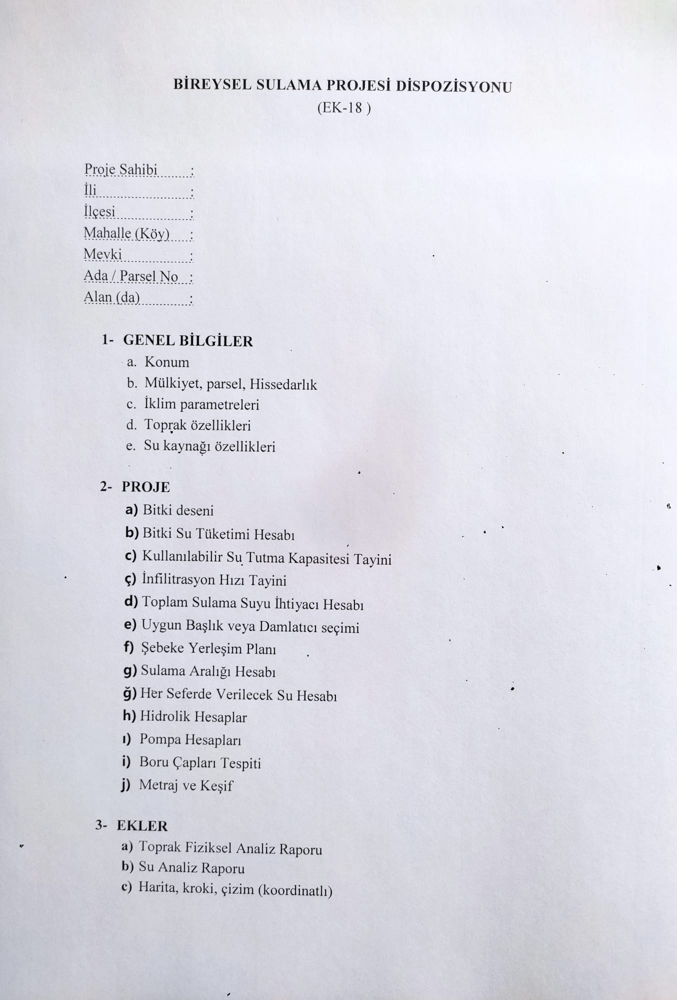 BİREYSEL SULAMA PROJESİ DİSPOZİSYONU
(EK-18 )
Proje Sahibi :
İli :
İlçesi :
Mahalle (Köy) :
Mevki :
Ada / Parsel No :
Alan (da) :
1- GENEL BİLGİLER
a. Konum
b. Mülkiyet, parsel, Hissedarlık
c. İklim parametreleri
d. Toprak özellikleri
e. Su kaynağı özellikleri
2- PROJE
a) Bitki deseni
b) Bitki Su Tüketimi Hesabı
c) Kullanılabilir Su Tutma Kapasitesi Tayini
ç) İnfilitrasyon Hızı Tayini
d) Toplam Sulama Suyu İhtiyacı Hesabı
e) Uygun Başlık veya Damlatıcı seçimi
f) Şebeke Yerleşim Planı
g) Sulama Aralığı Hesabı
ğ) Her Seferde Verilecek Su Hesabı
h) Hidrolik Hesaplar
ı) Pompa Hesapları
i) Boru Çapları Tespiti
j) Metraj ve Keşif
3- EKLER
a) Toprak Fiziksel Analiz Raporu
b) Su Analiz Raporu
c) Harita, kroki, çizim (koordinatlı)